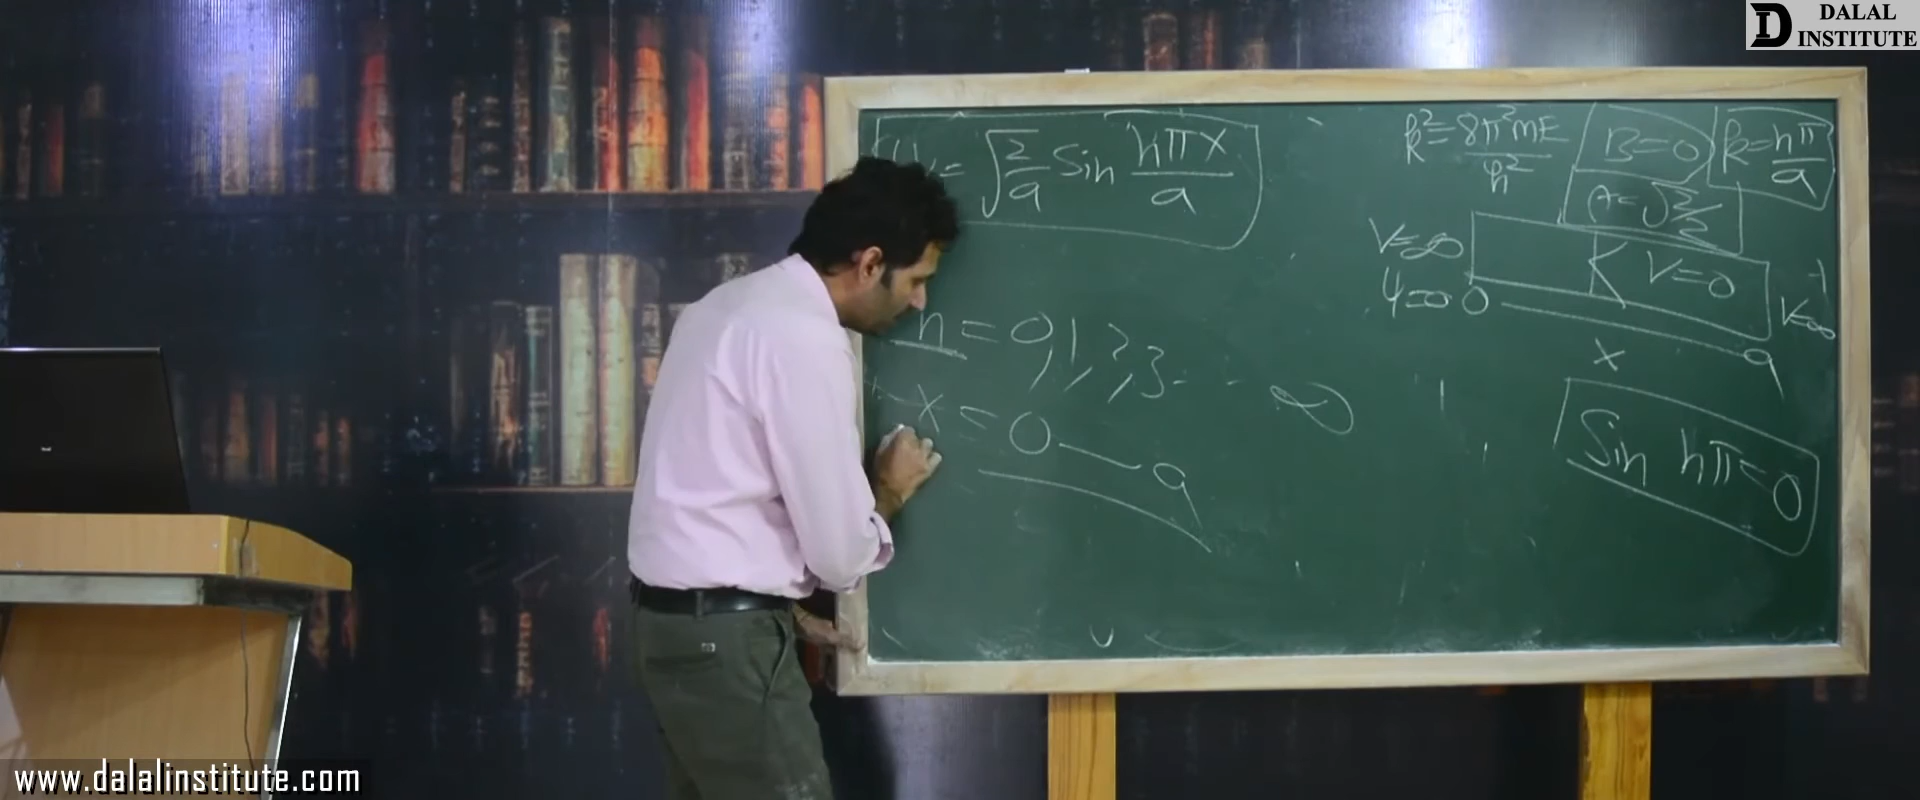 DALAL
INSTITUTE
ψ = √2/a Sin nπx/a
k² = 8π²mE/h²
B = 0
k = nπ/a
V = ∞
ψ = 0
V = 0
V = ∞
0
x
a
n = 0, 1, 2, 3 - - ∞
x = 0 — a
Sin nπ = 0
www.dalalinstitute.com